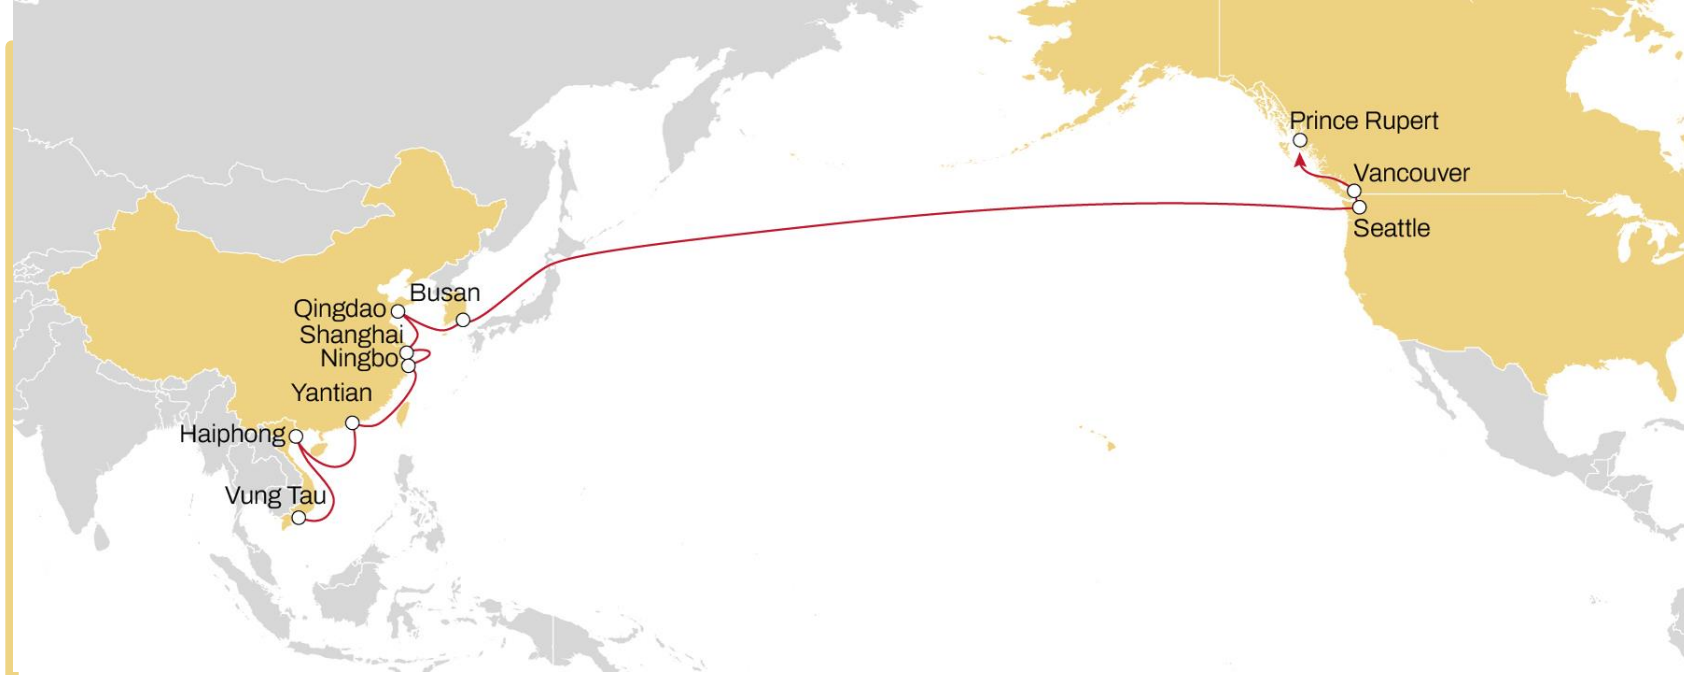 Prince Rupert
Vancouver
Seattle
Busan
Qingdao
Shanghai
Ningbo
Yantian
Haiphong
Vung Tau